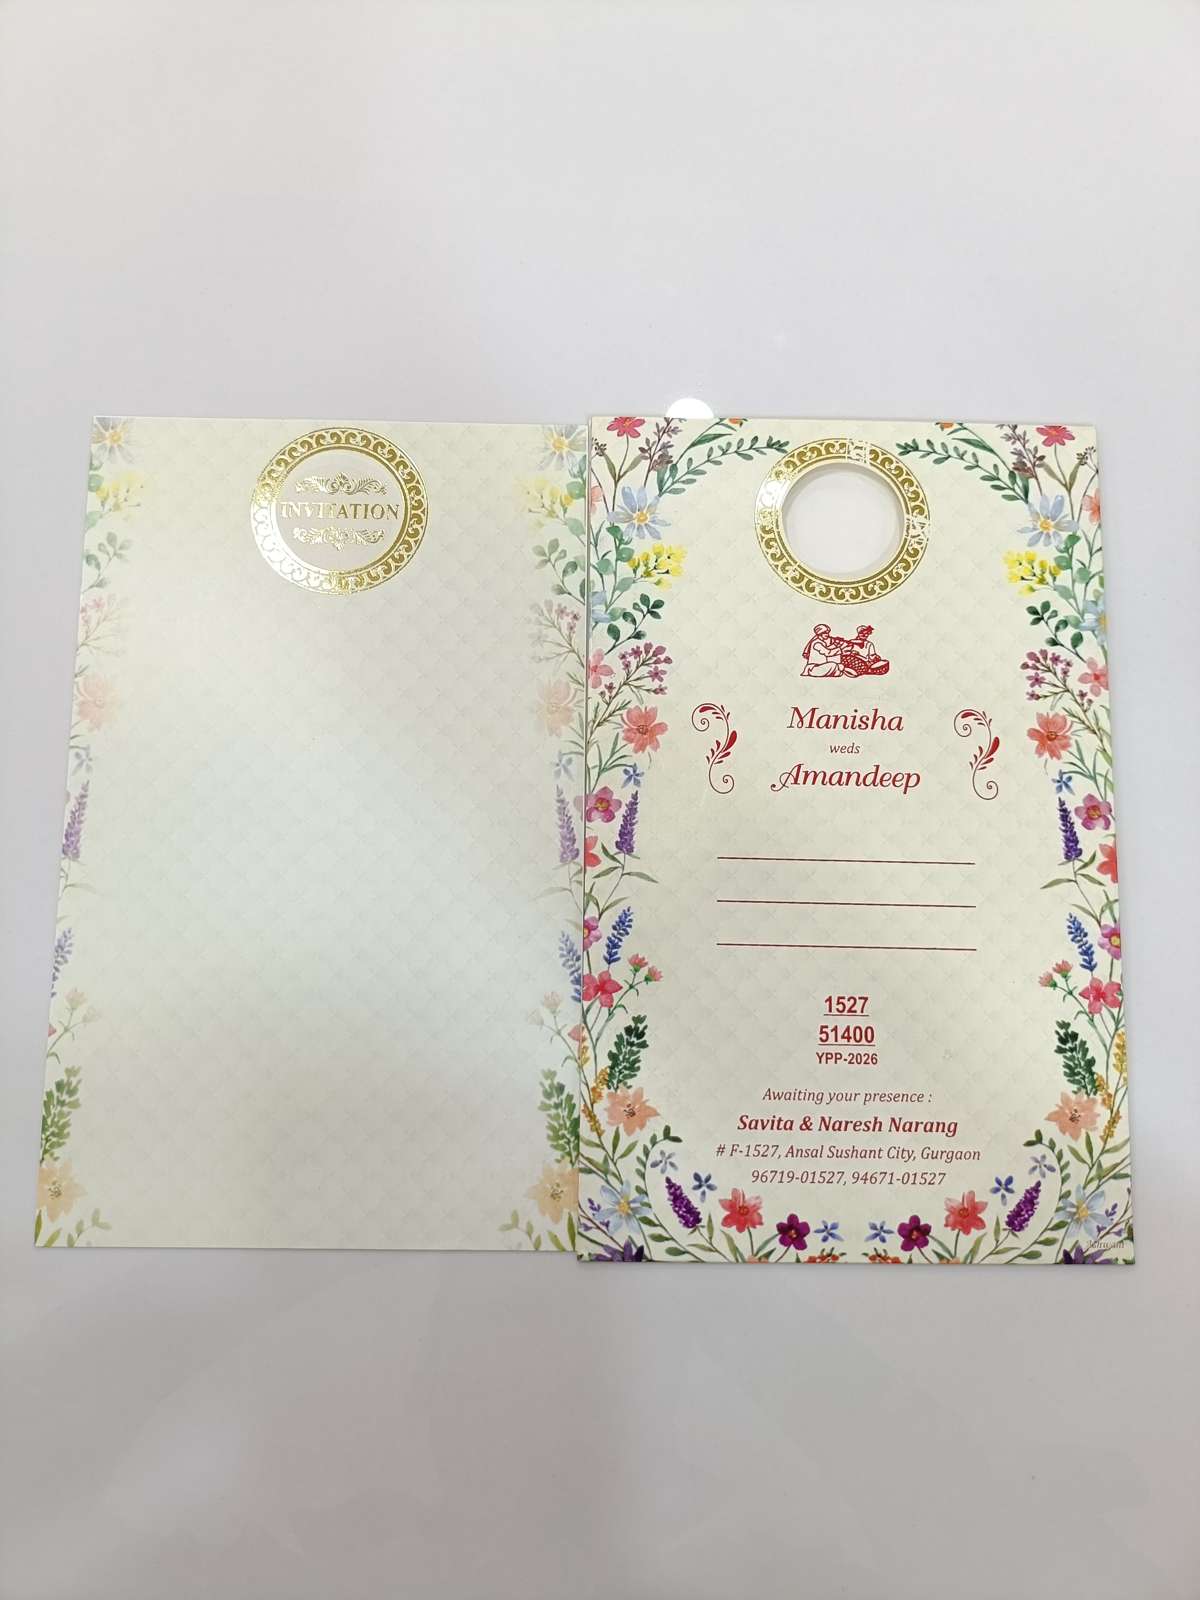 INVITATION
Manisha
weds
Amandeep
1527
51400
YPP-2026
Awaiting your presence :
Savita & Naresh Narang
# F-1527, Ansal Sushant City, Gurgaon
96719-01527, 94671-01527